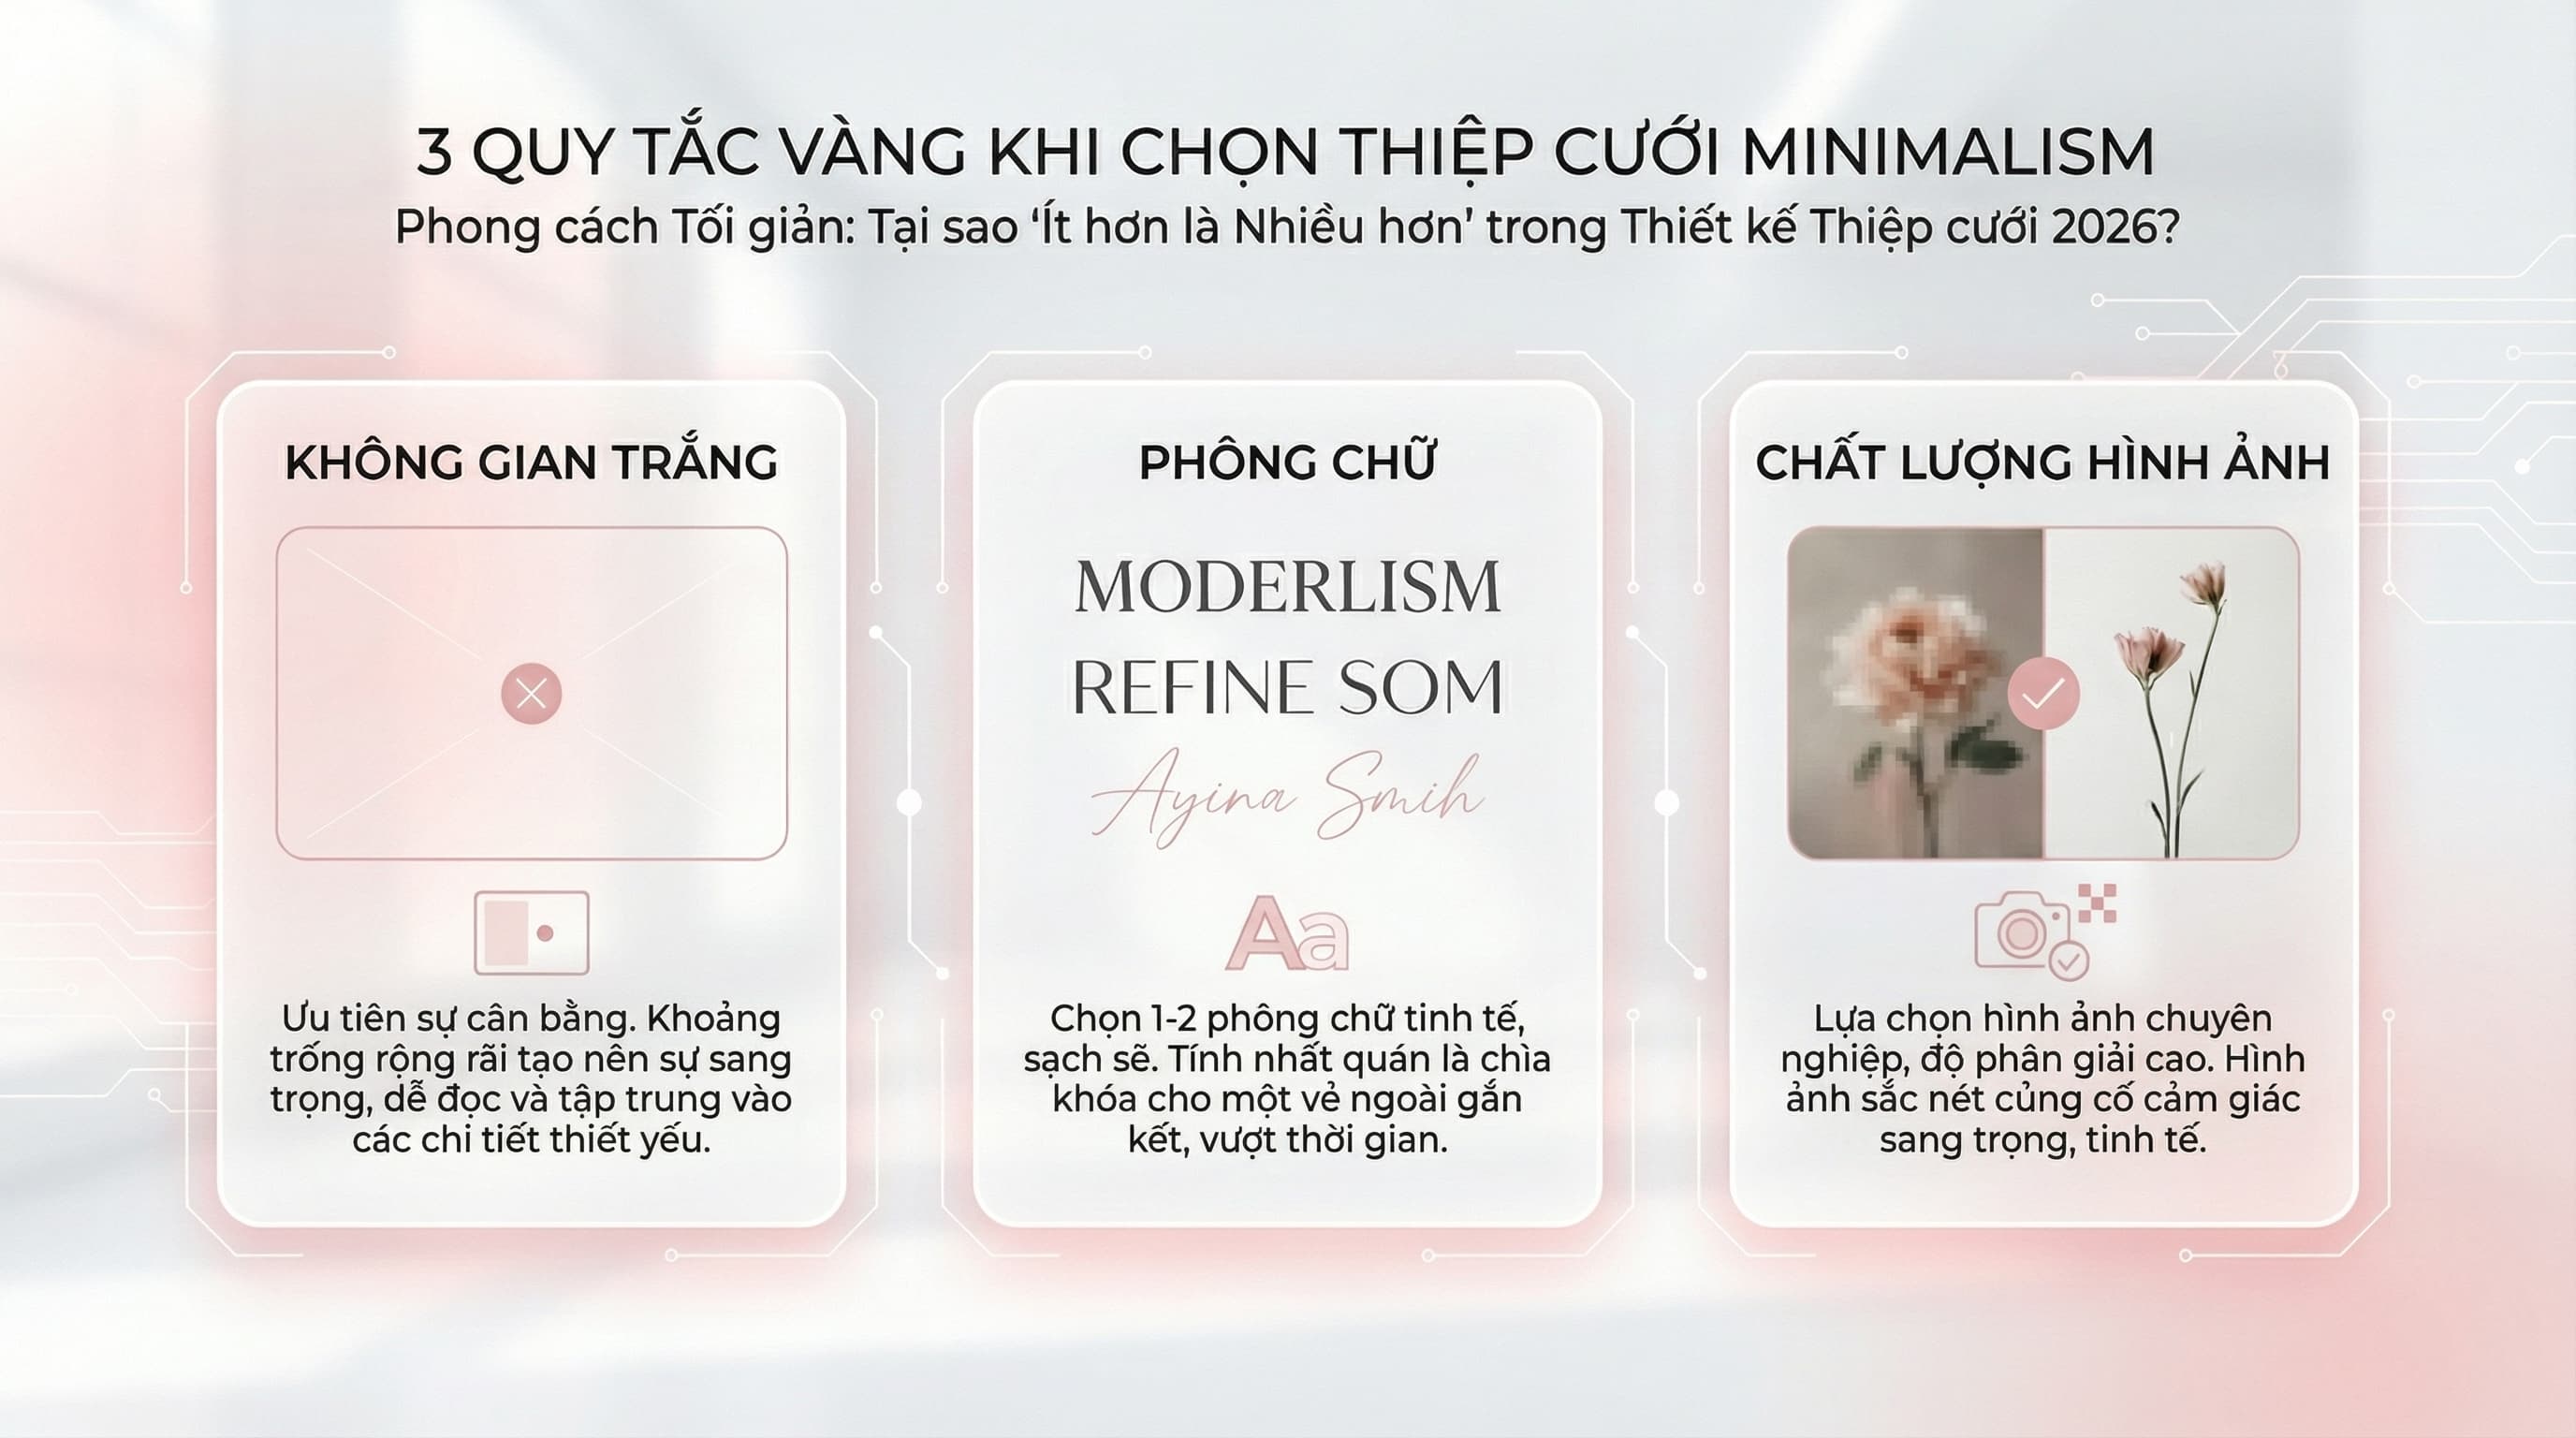 3 QUY TẮC VÀNG KHI CHỌN THIỆP CƯỚI MINIMALISM
Phong cách Tối giản: Tại sao ‘Ít hơn là Nhiều hơn’ trong Thiết kế Thiệp cưới 2026?
KHÔNG GIAN TRẮNG
Ưu tiên sự cân bằng. Khoảng
trống rộng rãi tạo nên sự sang
trọng, dễ đọc và tập trung vào
các chi tiết thiết yếu.
PHÔNG CHỮ
MODERLISM
REFINE SOM
Ayina Smih
Aa
Chọn 1-2 phông chữ tinh tế,
sạch sẽ. Tính nhất quán là chìa
khóa cho một vẻ ngoài gắn
kết, vượt thời gian.
CHẤT LƯỢNG HÌNH ẢNH
Lựa chọn hình ảnh chuyên
nghiệp, độ phân giải cao. Hình
ảnh sắc nét củng cố cảm giác
sang trọng, tinh tế.